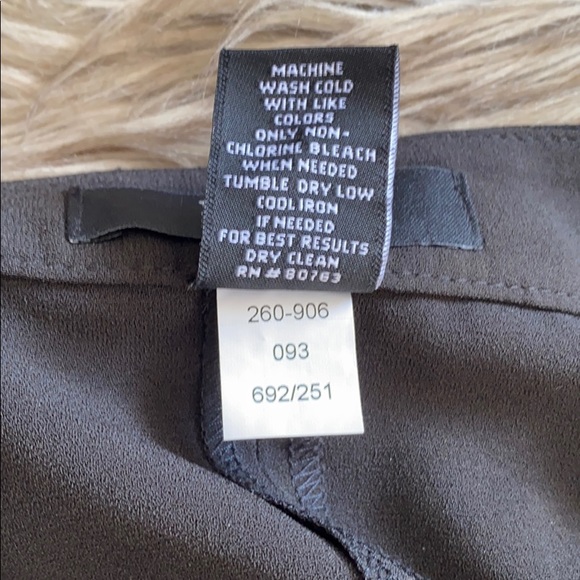 MACHINE
WASH COLD
WITH LIKE
COLORS
ONLY NON-
CHLORINE BLEACH
WHEN NEEDED
TUMBLE DRY LOW
COOL IRON
IF NEEDED
FOR BEST RESULTS
DRY CLEAN
RN # 80763
260-906
093
692/251